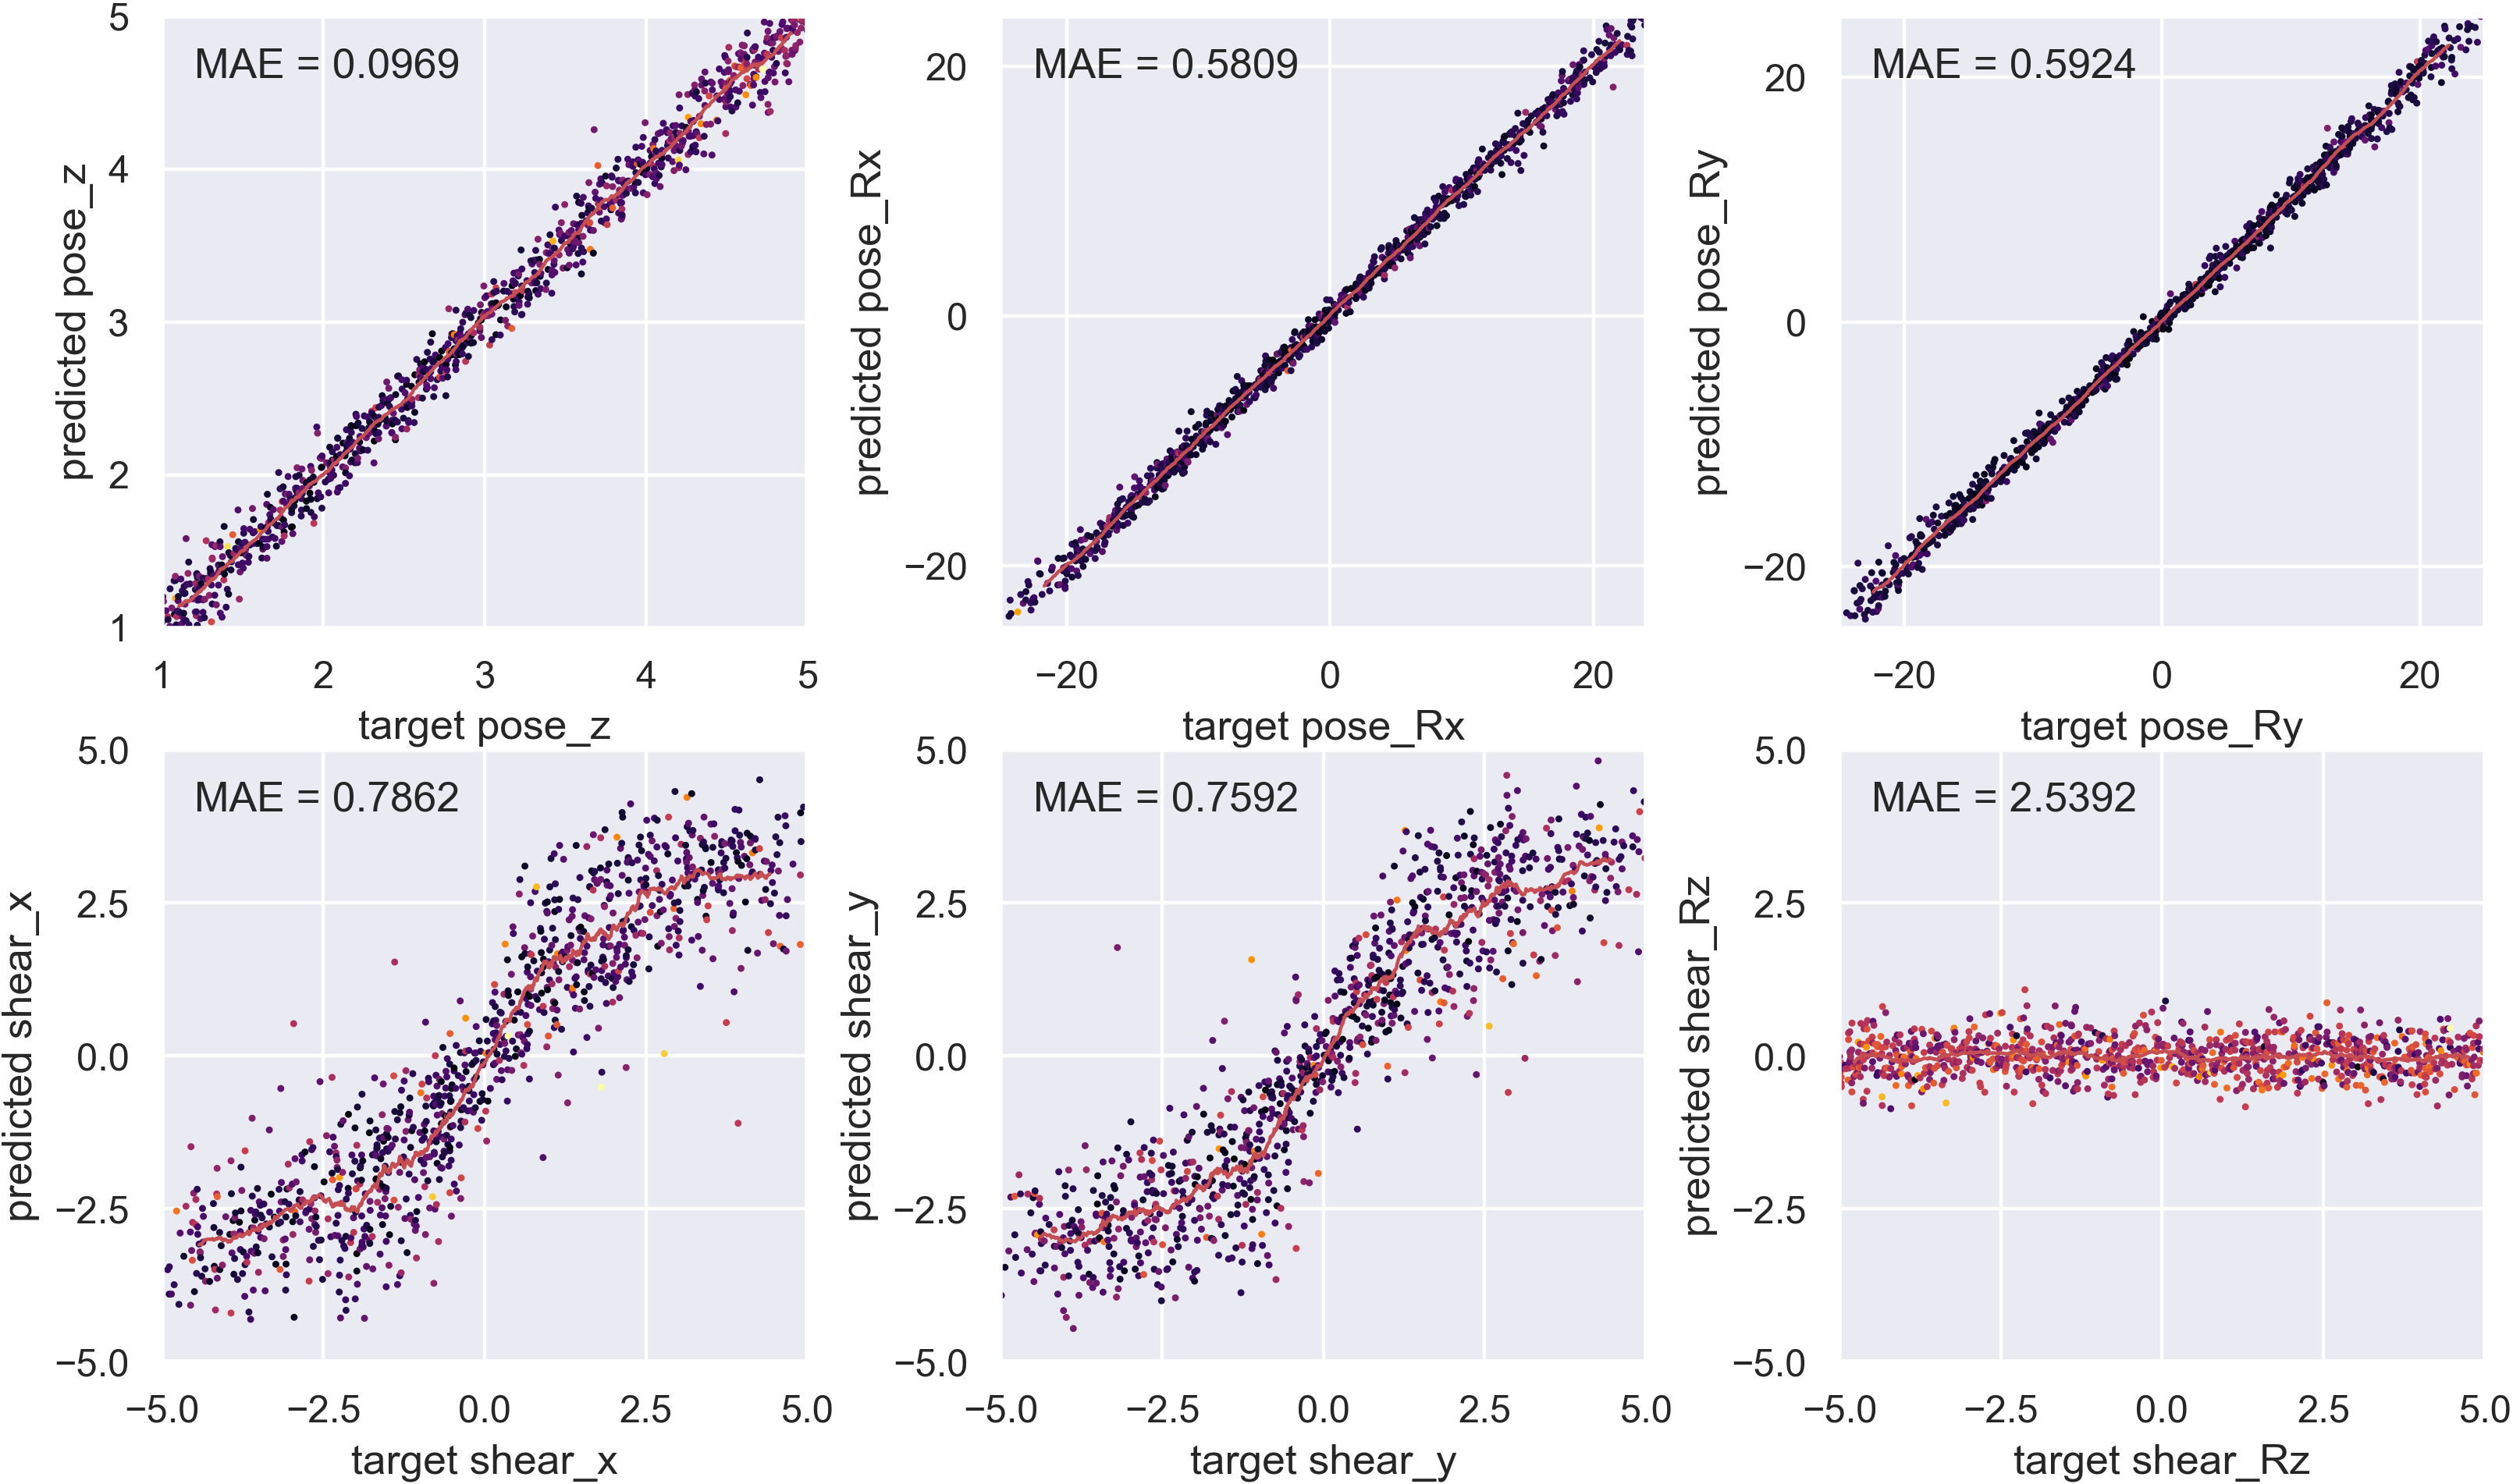 MAE = 0.0969
predicted pose_z
5
4
3
2
1
1 2 3 4 5
target pose_z
MAE = 0.5809
predicted pose_Rx
20
0
−20
−20 0 20
target pose_Rx
MAE = 0.5924
predicted pose_Ry
20
0
−20
−20 0 20
target pose_Ry
MAE = 0.7862
predicted shear_x
5.0
2.5
0.0
−2.5
−5.0
−5.0 −2.5 0.0 2.5 5.0
target shear_x
MAE = 0.7592
predicted shear_y
5.0
2.5
0.0
−2.5
−5.0
−5.0 −2.5 0.0 2.5 5.0
target shear_y
MAE = 2.5392
predicted shear_Rz
5.0
2.5
0.0
−2.5
−5.0
−5.0 −2.5 0.0 2.5 5.0
target shear_Rz